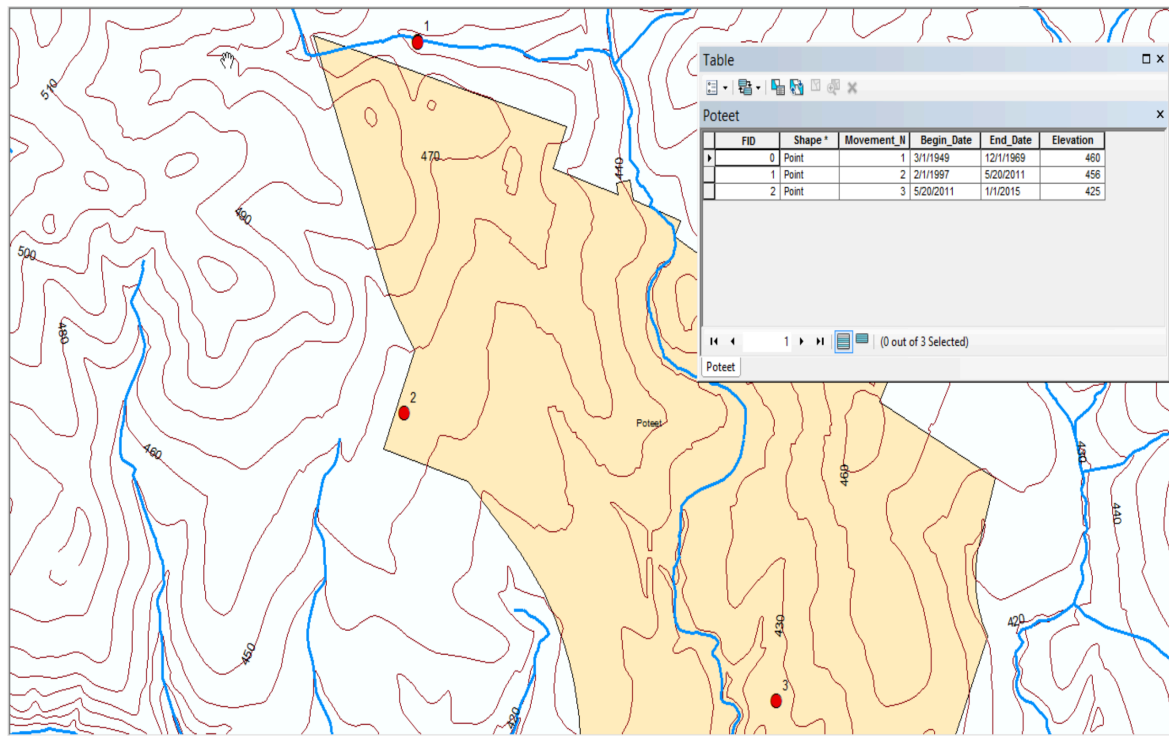 1
510
470
440
490
500
480
2
460
Poteet
460
430
440
450
430
420
3
420
Table
Poteet
FID Shape * Movement_N Begin_Date End_Date Elevation
0 Point 1 3/1/1949 12/1/1969 460
1 Point 2 2/1/1997 5/20/2011 456
2 Point 3 5/20/2011 1/1/2015 425
1 (0 out of 3 Selected)
Poteet